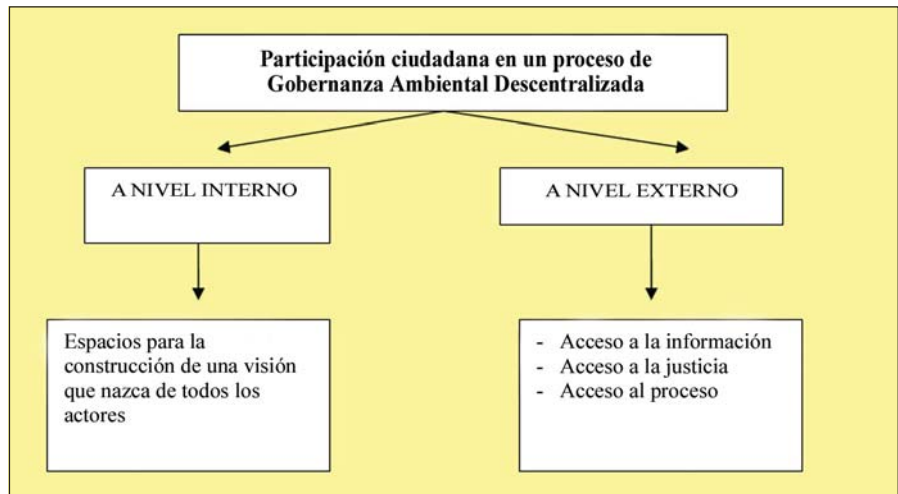 Participación ciudadana en un proceso de
Gobernanza Ambiental Descentralizada
A NIVEL INTERNO
A NIVEL EXTERNO
Espacios para la
construcción de una visión
que nazca de todos los
actores
- Acceso a la información
- Acceso a la justicia
- Acceso al proceso